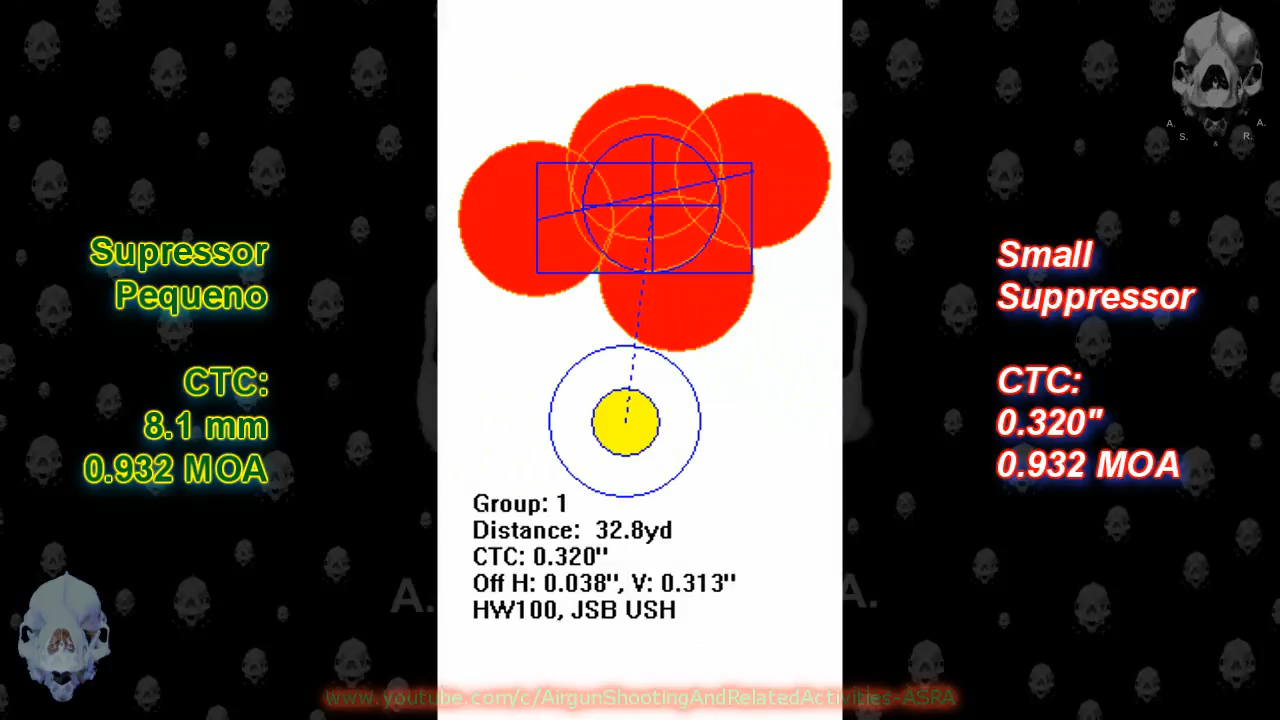 A. A.
S. R.
&
Supressor
Pequeno
CTC:
8.1 mm
0.932 MOA
Small
Suppressor
CTC:
0.320"
0.932 MOA
Group: 1
Distance: 32.8yd
CTC: 0.320"
Off H: 0.038", V: 0.313"
HW100, JSB USH
A. A.
www.youtube.com/c/AirgunShootingAndRelatedActivities-ASRA